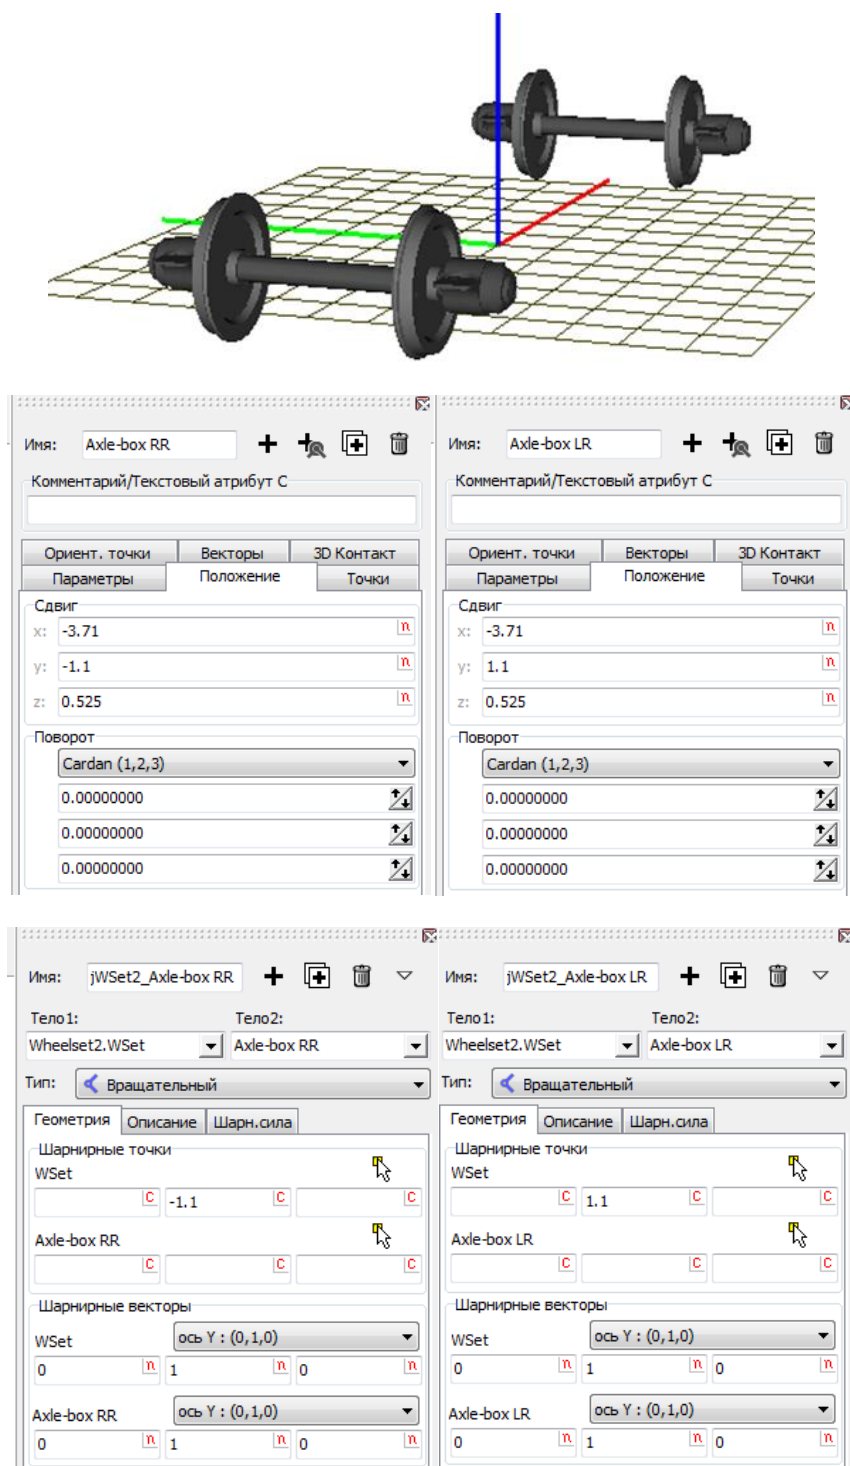 Имя: Axle-box RR
Комментарий/Текстовый атрибут C
Ориент. точки Векторы 3D Контакт
Параметры Положение Точки
Сдвиг
x: -3.71 n
y: -1.1 n
z: 0.525 n
Поворот
Cardan (1,2,3)
0.00000000
0.00000000
0.00000000
Имя: Axle-box LR
Комментарий/Текстовый атрибут C
Ориент. точки Векторы 3D Контакт
Параметры Положение Точки
Сдвиг
x: -3.71 n
y: 1.1 n
z: 0.525 n
Поворот
Cardan (1,2,3)
0.00000000
0.00000000
0.00000000
Имя: jWSet2_Axle-box RR
Тело1: Тело2:
Wheelset2.WSet Axle-box RR
Тип: Вращательный
Геометрия Описание Шарн.сила
Шарнирные точки
WSet
C -1.1 C C
Axle-box RR
C C C
Шарнирные векторы
WSet ось Y : (0,1,0)
0 n 1 n 0 n
Axle-box RR ось Y : (0,1,0)
0 n 1 n 0 n
Имя: jWSet2_Axle-box LR
Тело1: Тело2:
Wheelset2.WSet Axle-box LR
Тип: Вращательный
Геометрия Описание Шарн.сила
Шарнирные точки
WSet
C 1.1 C C
Axle-box LR
C C C
Шарнирные векторы
WSet ось Y : (0,1,0)
0 n 1 n 0 n
Axle-box LR ось Y : (0,1,0)
0 n 1 n 0 n